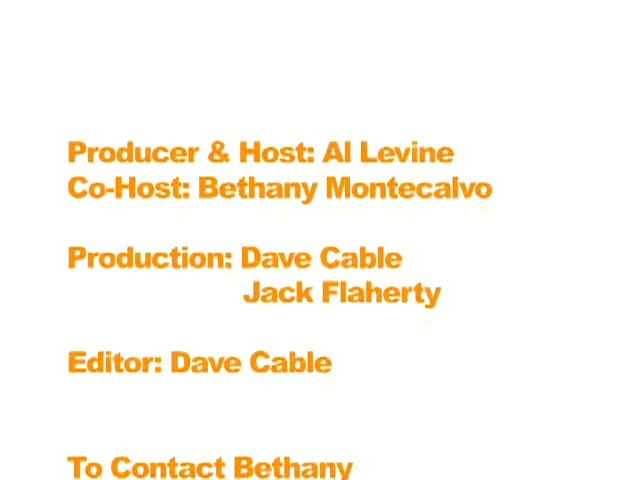 Producer & Host: Al Levine
Co-Host: Bethany Montecalvo
Production: Dave Cable
Jack Flaherty
Editor: Dave Cable
To Contact Bethany